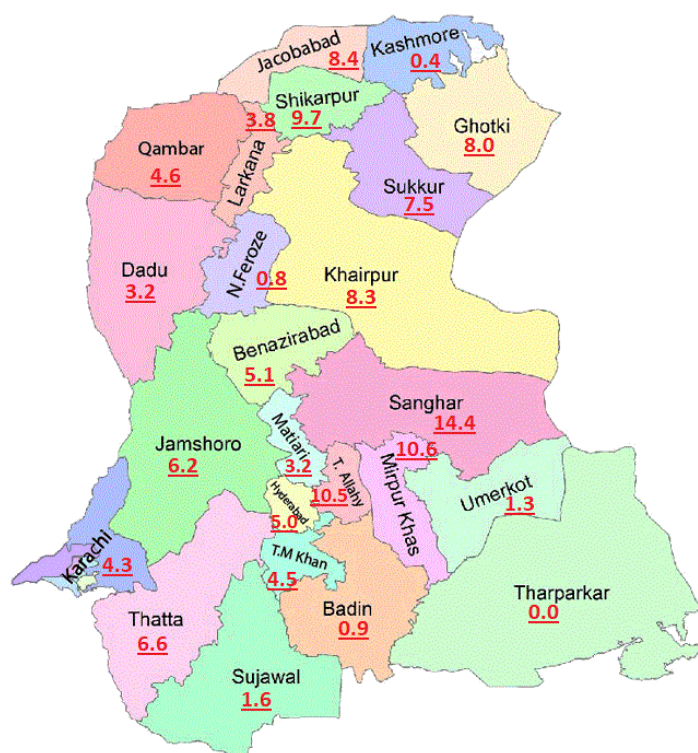 Jacobabad
8.4
Kashmore
0.4
Shikarpur
9.7
3.8
Larkana
Ghotki
8.0
Qambar
4.6
Sukkur
7.5
N.Feroze
0.8
Dadu
3.2
Khairpur
8.3
Benazirabad
5.1
Sanghar
14.4
Matiari
3.2
Jamshoro
6.2
T. Allahy
10.5
10.6
Mirpur Khas
Umerkot
1.3
Hyderabad
5.0
Karachi
4.3
T.M Khan
4.5
Tharparkar
0.0
Badin
0.9
Thatta
6.6
Sujawal
1.6